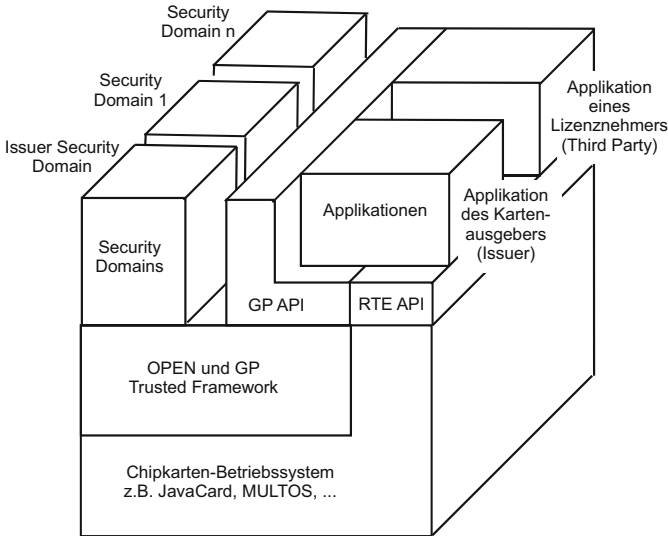 Security
Domain n
Security
Domain 1
Issuer Security
Domain
Applikation
eines
Lizenznehmers
(Third Party)
Applikation
des Karten-
ausgebers
(Issuer)
Applikationen
Security
Domains
GP API
RTE API
OPEN und GP
Trusted Framework
Chipkarten-Betriebssystem
z.B. JavaCard, MULTOS, ...